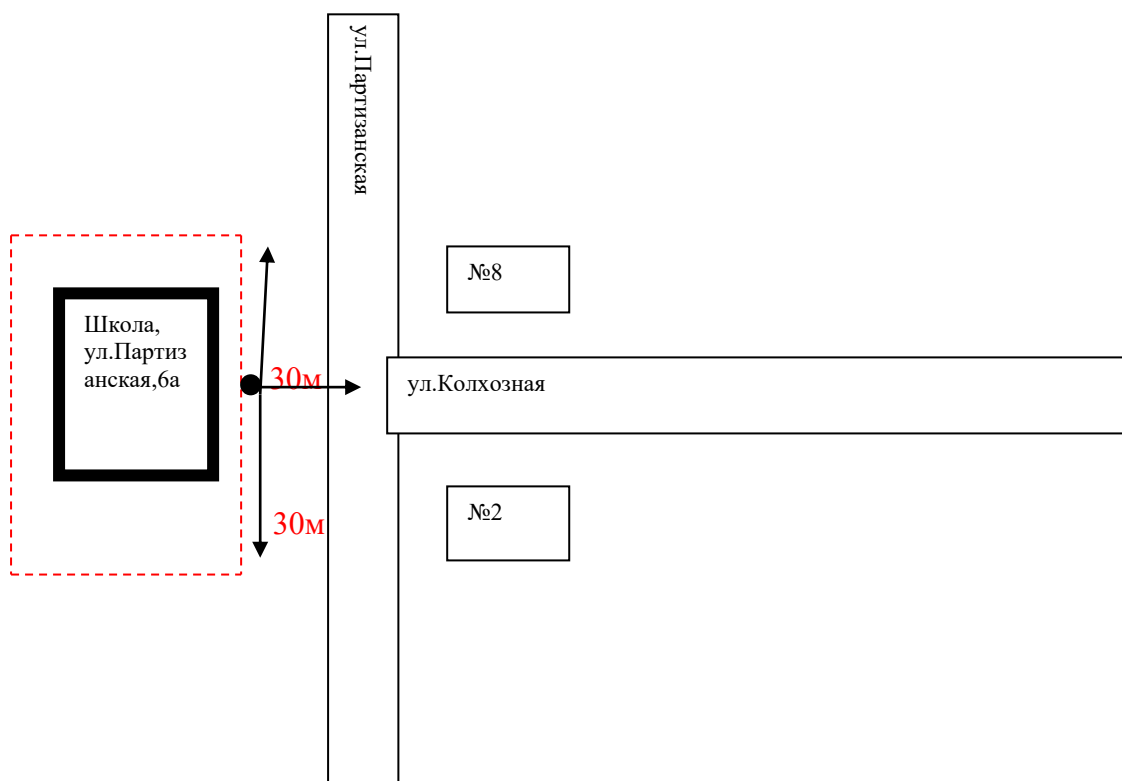 ул.Партизанская
№8
Школа,
ул.Партиз
анская,6а
30м
ул.Колхозная
№2
30м